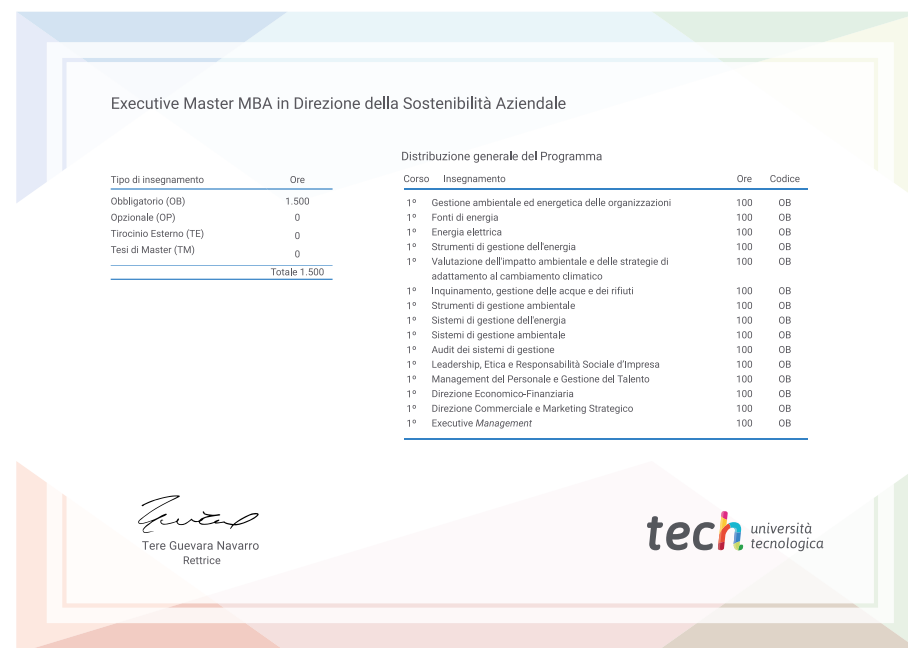 Executive Master MBA in Direzione della Sostenibilità Aziendale
Tipo di insegnamento Ore
Obbligatorio (OB) 1.500
Opzionale (OP) 0
Tirocinio Esterno (TE) 0
Tesi di Master (TM) 0
Totale 1.500
Distribuzione generale del Programma
Corso Insegnamento Ore Codice
1º Gestione ambientale ed energetica delle organizzazioni 100 OB
1º Fonti di energia 100 OB
1º Energia elettrica 100 OB
1º Strumenti di gestione dell'energia 100 OB
1º Valutazione dell'impatto ambientale e delle strategie di 100 OB
adattamento al cambiamento climatico
1º Inquinamento, gestione delle acque e dei rifiuti 100 OB
1º Strumenti di gestione ambientale 100 OB
1º Sistemi di gestione dell'energia 100 OB
1º Sistemi di gestione ambientale 100 OB
1º Audit dei sistemi di gestione 100 OB
1º Leadership, Etica e Responsabilità Sociale d'Impresa 100 OB
1º Management del Personale e Gestione del Talento 100 OB
1º Direzione Economico-Finanziaria 100 OB
1º Direzione Commerciale e Marketing Strategico 100 OB
1º Executive Management 100 OB
Tere Guevara Navarro
Rettrice
tech università
tecnologica